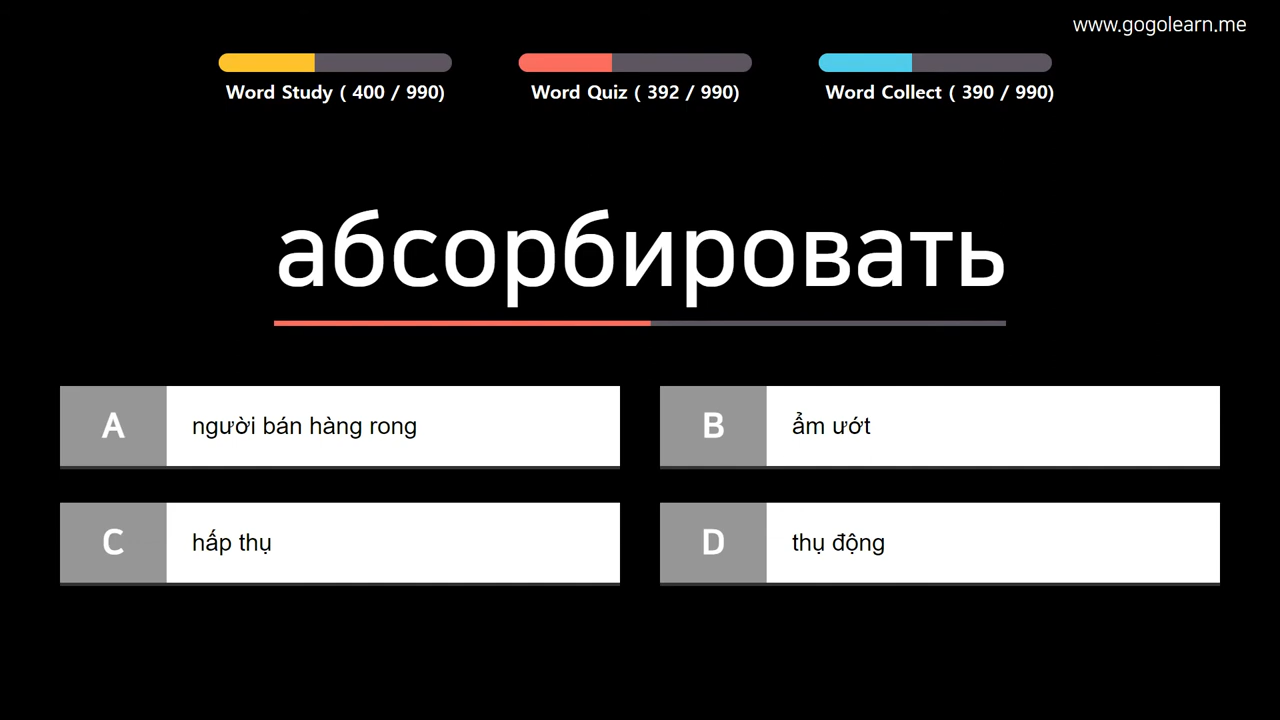 www.gogolearn.me
Word Study ( 400 / 990)
Word Quiz ( 392 / 990)
Word Collect ( 390 / 990)
абсорбировать
A người bán hàng rong
B ẩm ướt
C hấp thụ
D thụ động